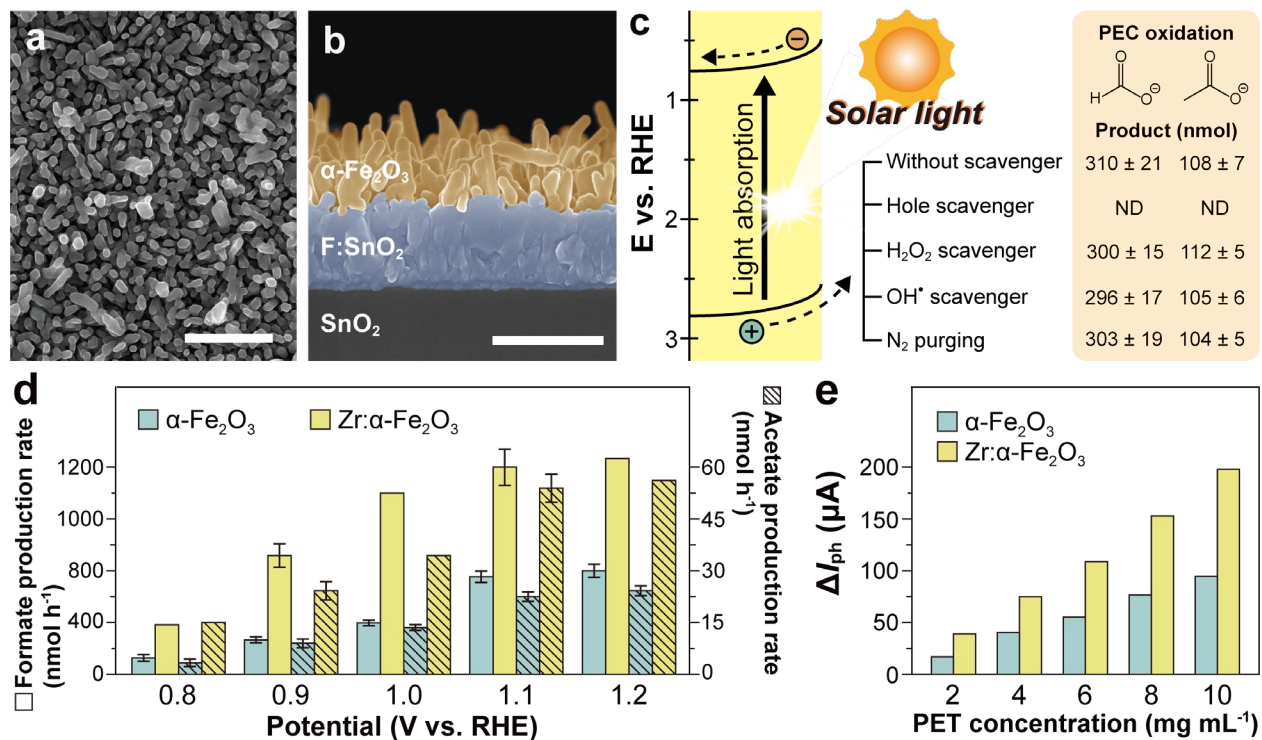 a
b
α-Fe₂O₃
F:SnO₂
SnO₂
c
E vs. RHE
1
2
3
−
+
Light absorption
Solar light
Without scavenger
Hole scavenger
H₂O₂ scavenger
OH• scavenger
N₂ purging
PEC oxidation
H O O⊖
O O⊖
Product (nmol)
310 ± 21 108 ± 7
ND ND
300 ± 15 112 ± 5
296 ± 17 105 ± 6
303 ± 19 104 ± 5
d
α-Fe₂O₃ Zr:α-Fe₂O₃
Formate production rate
(nmol h⁻¹)
1200
1000
800
400
0
Acetate production rate
(nmol h⁻¹)
60
45
30
15
0
0.8 0.9 1.0 1.1 1.2
Potential (V vs. RHE)
e
α-Fe₂O₃
Zr:α-Fe₂O₃
ΔIph (µA)
200
150
100
50
0
2 4 6 8 10
PET concentration (mg mL⁻¹)